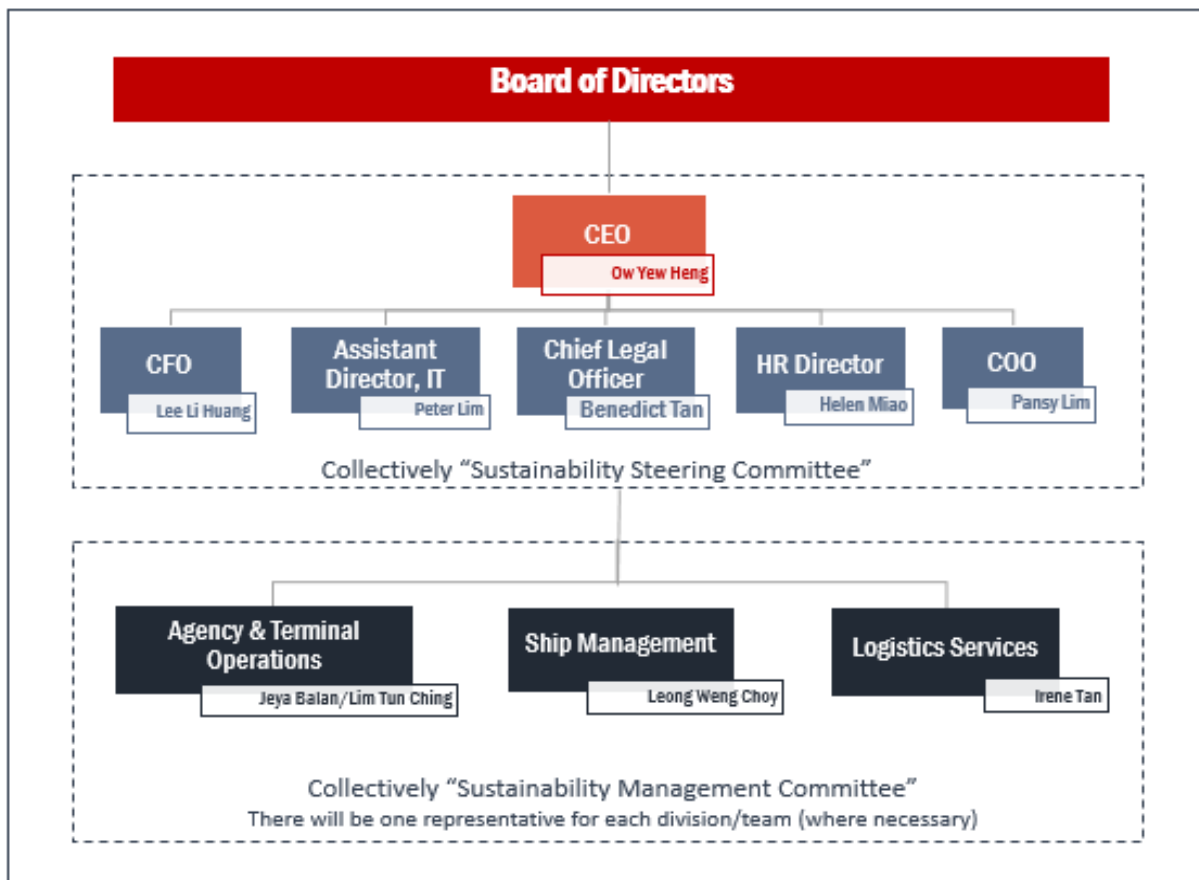 Board of Directors
CEO
Ow Yew Heng
CFO
Lee Li Huang
Assistant
Director, IT
Peter Lim
Chief Legal
Officer
Benedict Tan
HR Director
Helen Miao
COO
Pansy Lim
Collectively “Sustainability Steering Committee”
Agency & Terminal
Operations
Jeya Balan/Lim Tun Ching
Ship Management
Leong Weng Choy
Logistics Services
Irene Tan
Collectively “Sustainability Management Committee”
There will be one representative for each division/team (where necessary)